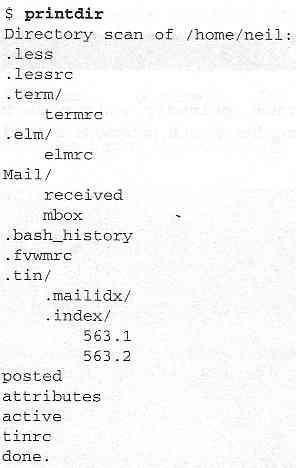 $ printdir
Directory scan of /home/neil:
.less
.lessrc
.term/
termrc
.elm/
elmrc
Mail/
received
mbox
.bash_history
.fvwmrc
.tin/
.mailidx/
.index/
563.1
563.2
posted
attributes
active
tinrc
done.